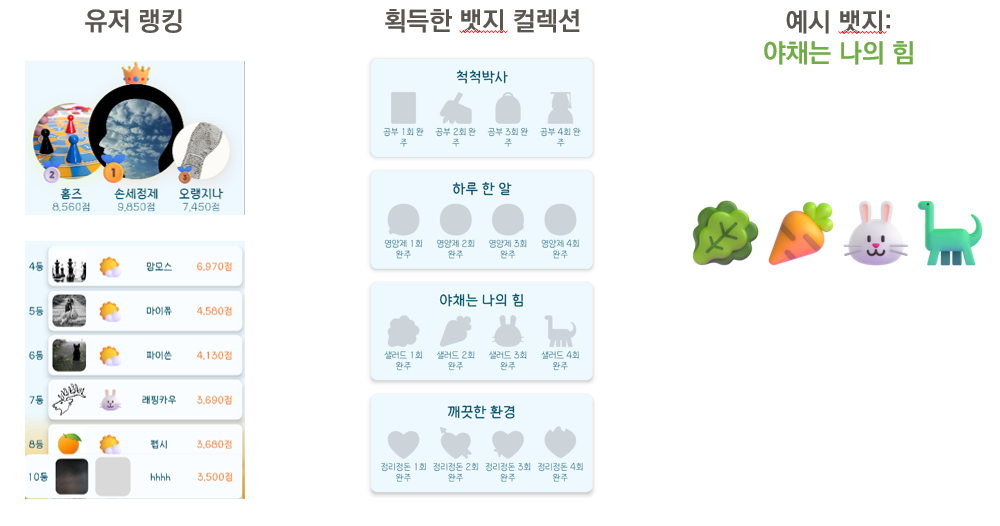 유저 랭킹
2
1
3
홈즈
8,560점
손세정제
9,850점
오랭지나
7,450점
4등 맘모스 6,970점
5등 마이쮸 4,580점
6등 파이쓴 4,130점
7등 래핑카우 3,690점
8등 펩시 3,680점
10등 hhhh 3,500점
획득한 뱃지 컬렉션
척척박사
공부 1회 완주
공부 2회 완주
공부 3회 완주
공부 4회 완주
하루 한 알
영양제 1회
완주
영양제 2회
완주
영양제 3회
완주
영양제 4회
완주
야채는 나의 힘
샐러드 1회
완주
샐러드 2회
완주
샐러드 3회
완주
샐러드 4회
완주
깨끗한 환경
정리정돈 1회
완주
정리정돈 2회
완주
정리정돈 3회
완주
정리정돈 4회
완주
예시 뱃지:
야채는 나의 힘